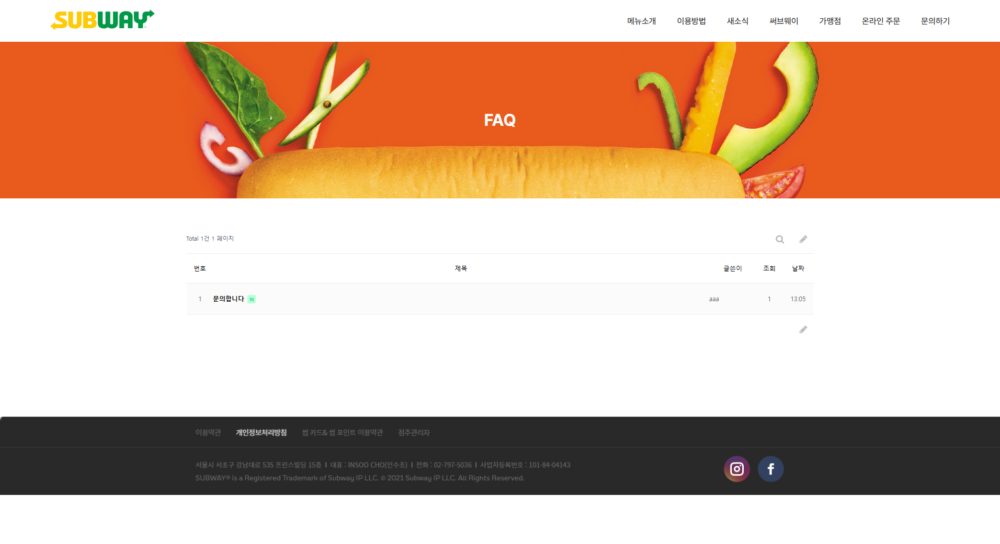 SUBWAY®
메뉴소개 이용방법 새소식 써브웨이 가맹점 온라인 주문 문의하기
FAQ
Total 1건 1 페이지
번호 제목 글쓴이 조회 날짜
1 문의합니다 N aaa 1 13:05
이용약관 개인정보처리방침 썹 카드& 썹 포인트 이용약관 점주관리자
서울시 서초구 강남대로 535 프린스빌딩 15층 I 대표 : INSOO CHO(인수조) I 전화 : 02-797-5036 I 사업자등록번호 : 101-84-04143
SUBWAY® is a Registered Trademark of Subway IP LLC. © 2021 Subway IP LLC. All Rights Reserved.